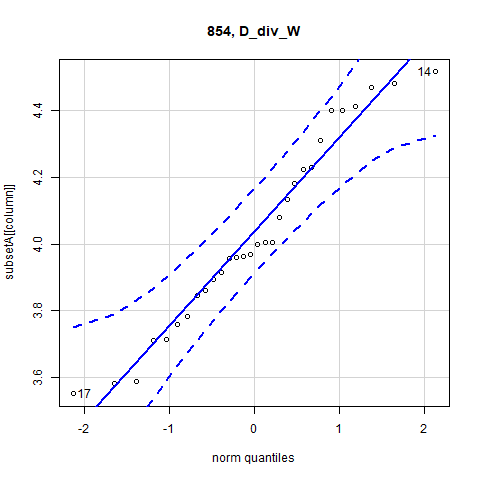 854, D_div_W
subsetA[[column]]
4.4
4.2
4.0
3.8
3.6
14
17
-2 -1 0 1 2
norm quantiles